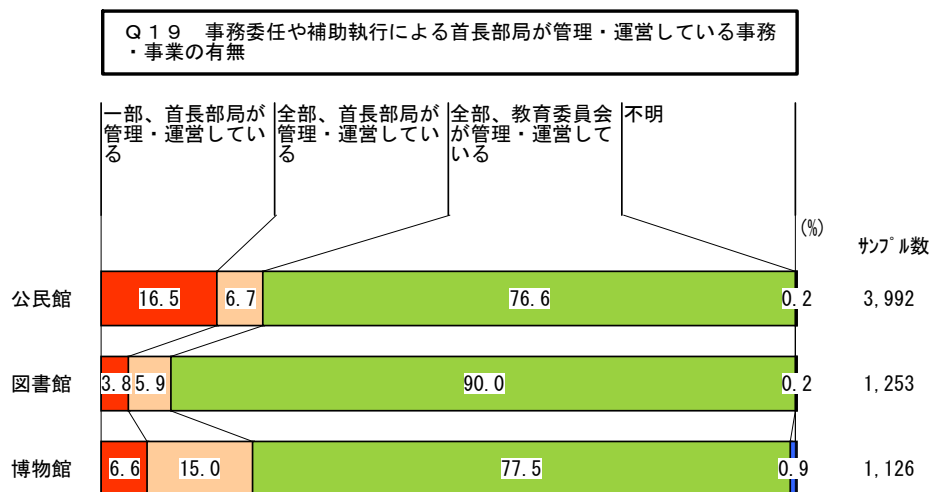 Ｑ１９　事務委任や補助執行による首長部局が管理・運営している事務
・事業の有無
一部、首長部局が
管理・運営してい
る
全部、首長部局が
管理・運営してい
る
全部、教育委員会
が管理・運営して
いる
不明
(%)
ｻﾝﾌﾟﾙ数
公民館 16.5 6.7 76.6 0.2 3,992
図書館 3.8 5.9 90.0 0.2 1,253
博物館 6.6 15.0 77.5 0.9 1,126